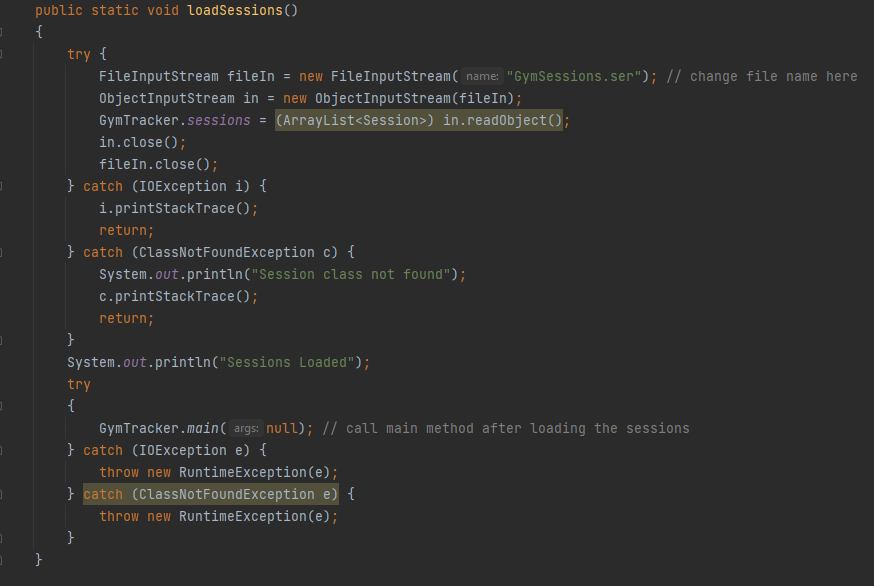 public static void loadSessions()
{
    try {
        FileInputStream fileIn = new FileInputStream( name: "GymSessions.ser"); // change file name here
        ObjectInputStream in = new ObjectInputStream(fileIn);
        GymTracker.sessions = (ArrayList<Session>) in.readObject();
        in.close();
        fileIn.close();
    } catch (IOException i) {
        i.printStackTrace();
        return;
    } catch (ClassNotFoundException c) {
        System.out.println("Session class not found");
        c.printStackTrace();
        return;
    }
    System.out.println("Sessions Loaded");
    try
    {
        GymTracker.main( args: null); // call main method after loading the sessions
    } catch (IOException e) {
        throw new RuntimeException(e);
    } catch (ClassNotFoundException e) {
        throw new RuntimeException(e);
    }
}